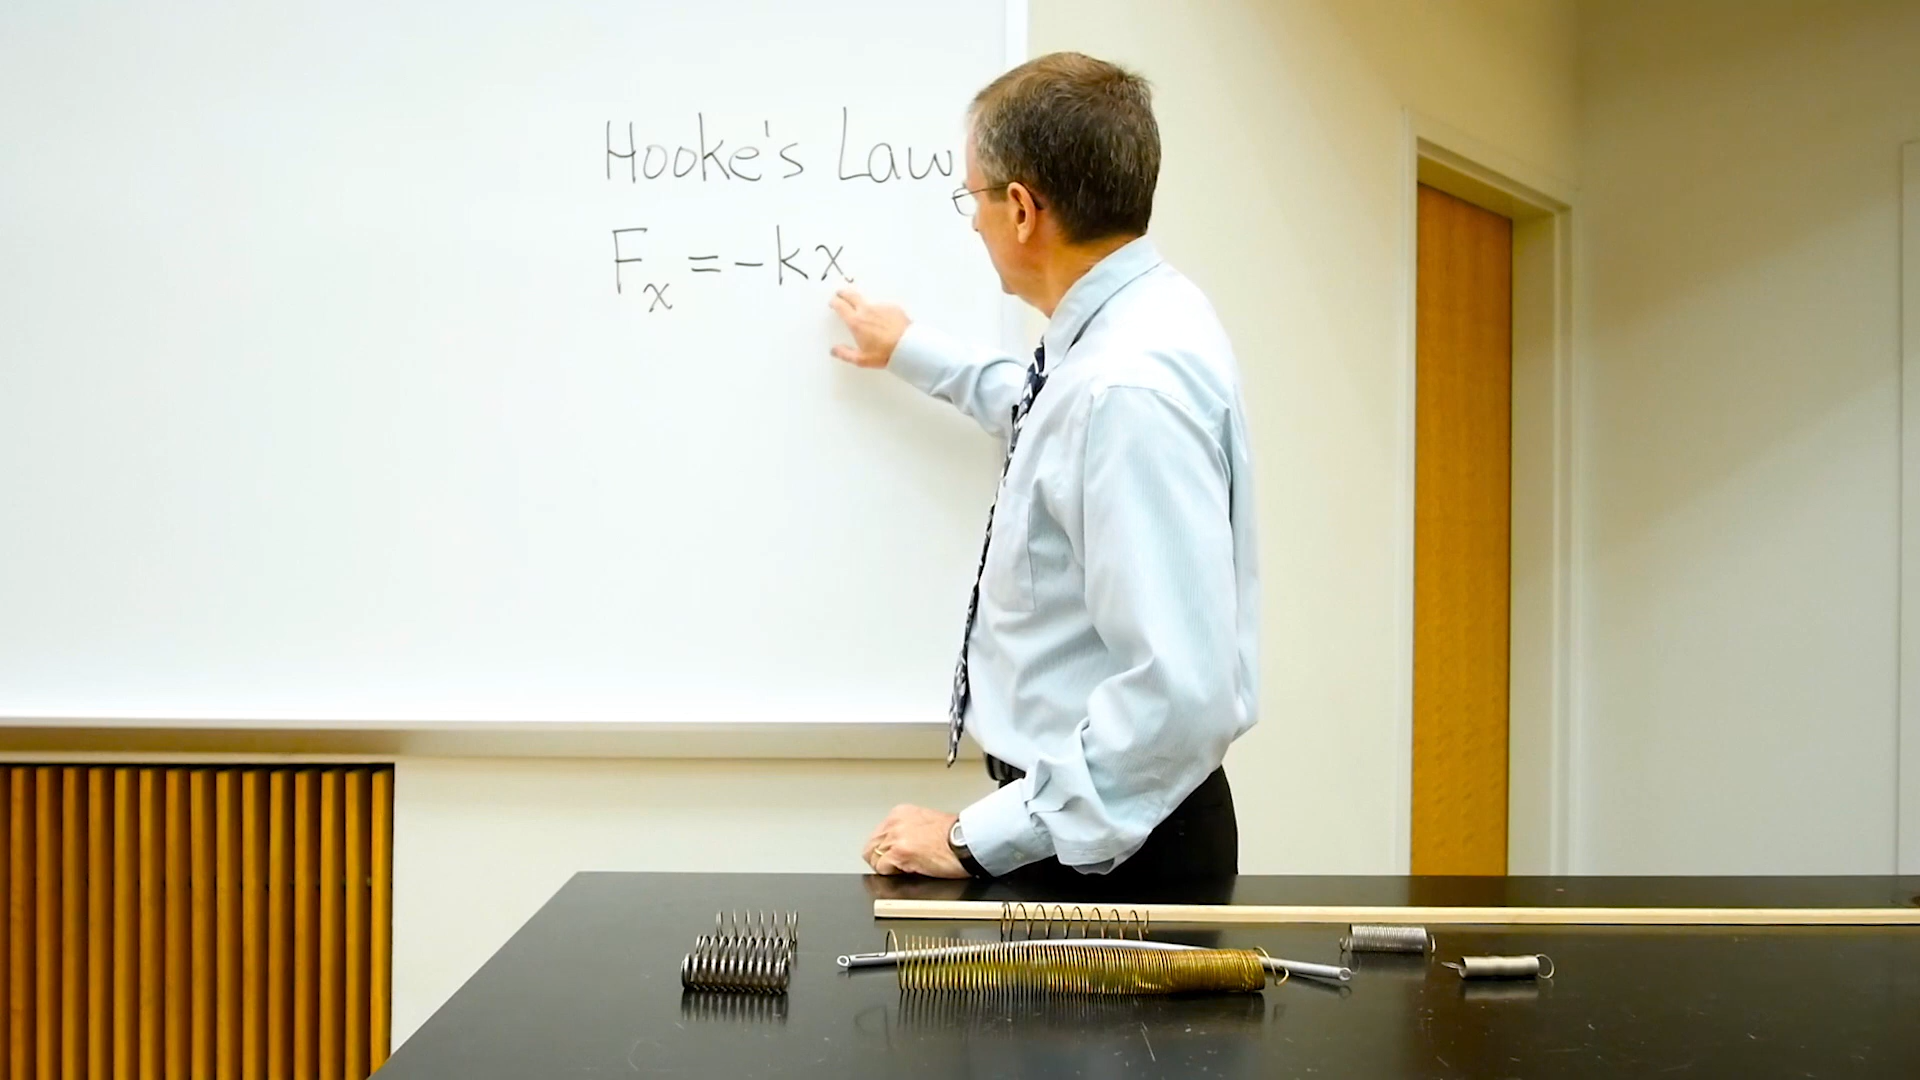 Hooke's Law
Fₓ = -kx